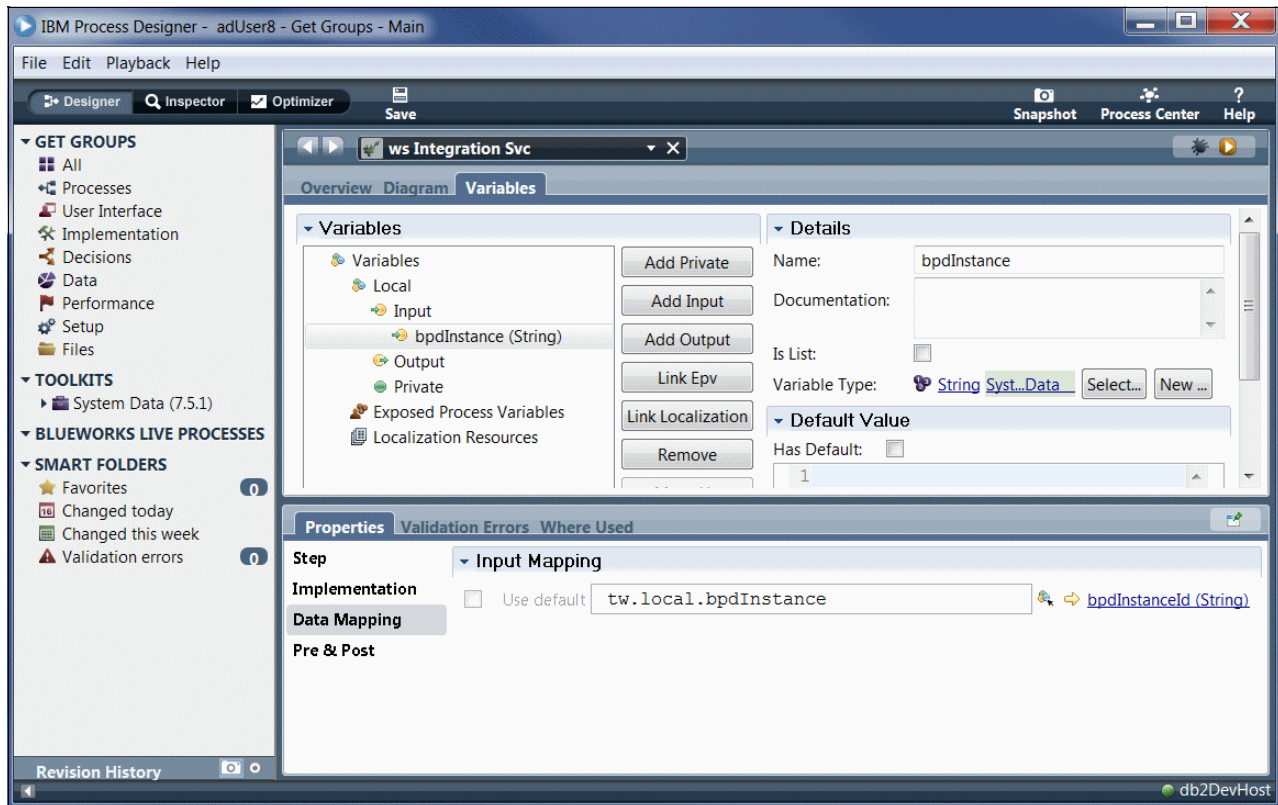 IBM Process Designer - adUser8 - Get Groups - Main
File Edit Playback Help
Designer Inspector Optimizer Save Snapshot Process Center ? Help
GET GROUPS
All
Processes
User Interface
Implementation
Decisions
Data
Performance
Setup
Files
TOOLKITS
System Data (7.5.1)
BLUEWORKS LIVE PROCESSES
SMART FOLDERS
Favorites 0
Changed today
Changed this week
Validation errors 0
Revision History
ws Integration Svc
Overview Diagram Variables
Variables
Variables
Local
Input
bpdInstance (String)
Output
Private
Exposed Process Variables
Localization Resources
Add Private
Add Input
Add Output
Link Epv
Link Localization
Remove
Details
Name: bpdInstance
Documentation:
Is List:
Variable Type: String Syst...Data Select... New ...
Default Value
Has Default:
1
Properties Validation Errors Where Used
Step
Implementation
Data Mapping
Pre & Post
Input Mapping
Use default tw.local.bpdInstance bpdInstanceId (String)
db2DevHost